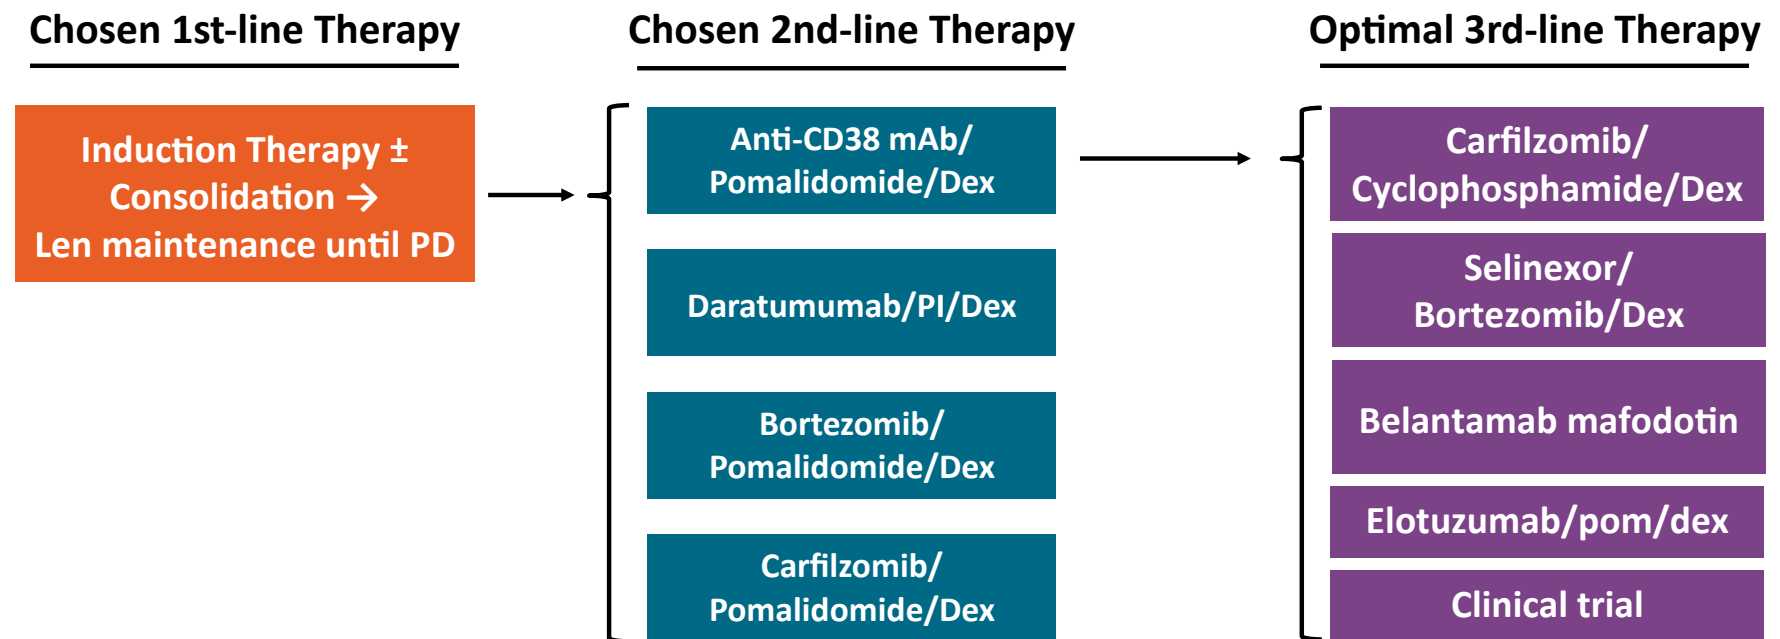 Chosen 1st-line Therapy
Induction Therapy ±
Consolidation →
Len maintenance until PD
Chosen 2nd-line Therapy
Anti-CD38 mAb/
Pomalidomide/Dex
Daratumumab/PI/Dex
Bortezomib/
Pomalidomide/Dex
Carfilzomib/
Pomalidomide/Dex
Optimal 3rd-line Therapy
Carfilzomib/
Cyclophosphamide/Dex
Selinexor/
Bortezomib/Dex
Belantamab mafodotin
Elotuzumab/pom/dex
Clinical trial